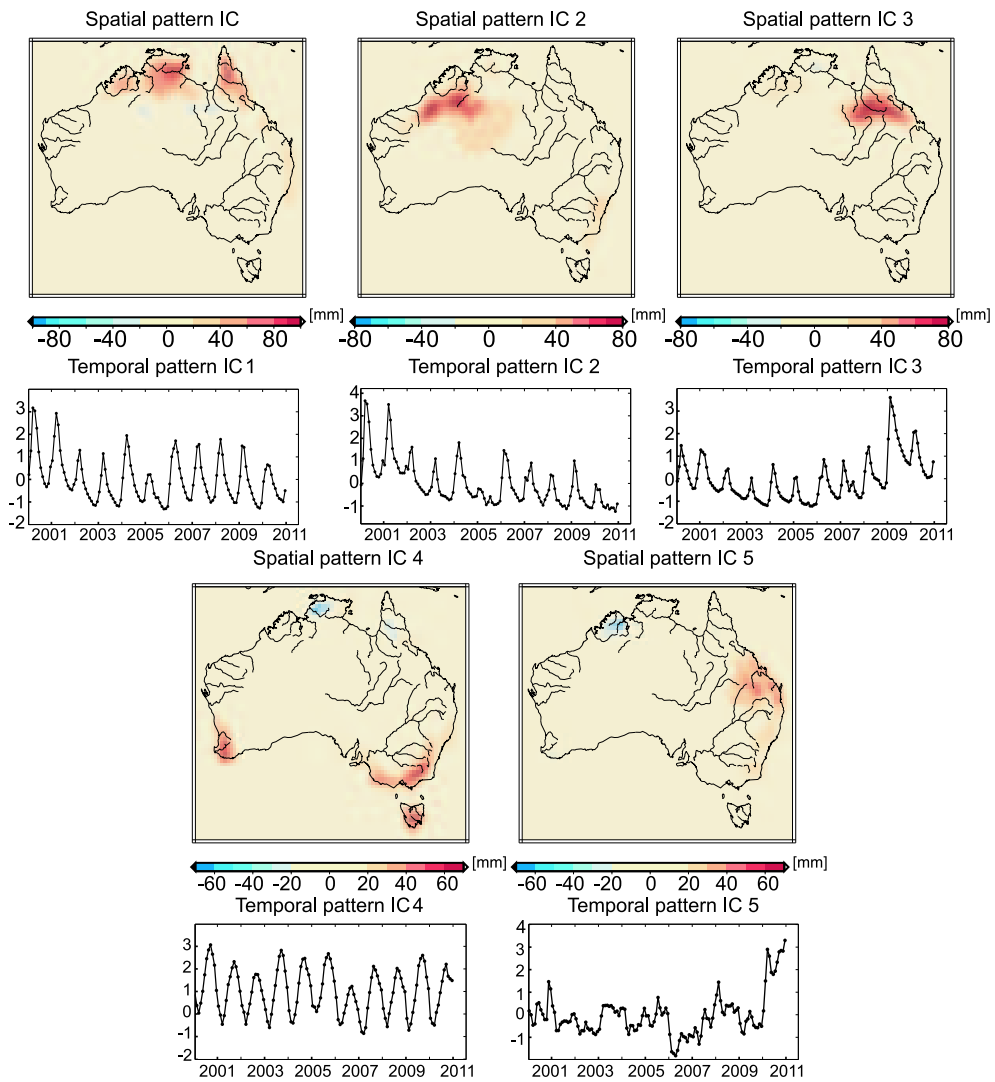 Spatial pattern IC
Spatial pattern IC 2
Spatial pattern IC 3
-80 -40 0 40 80 [mm]
-80 -40 0 40 80 [mm]
-80 -40 0 40 80 [mm]
Temporal pattern IC 1
Temporal pattern IC 2
Temporal pattern IC 3
3
2
1
0
-1
-2
2001 2003 2005 2007 2009 2011
4
3
2
1
0
-1
2001 2003 2005 2007 2009 2011
3
2
1
0
-1
-2
2001 2003 2005 2007 2009 2011
Spatial pattern IC 4
Spatial pattern IC 5
-60 -40 -20 0 20 40 60 [mm]
-60 -40 -20 0 20 40 60 [mm]
Temporal pattern IC 4
Temporal pattern IC 5
3
2
1
0
-1
-2
2001 2003 2005 2007 2009 2011
4
3
2
1
0
-1
2001 2003 2005 2007 2009 2011